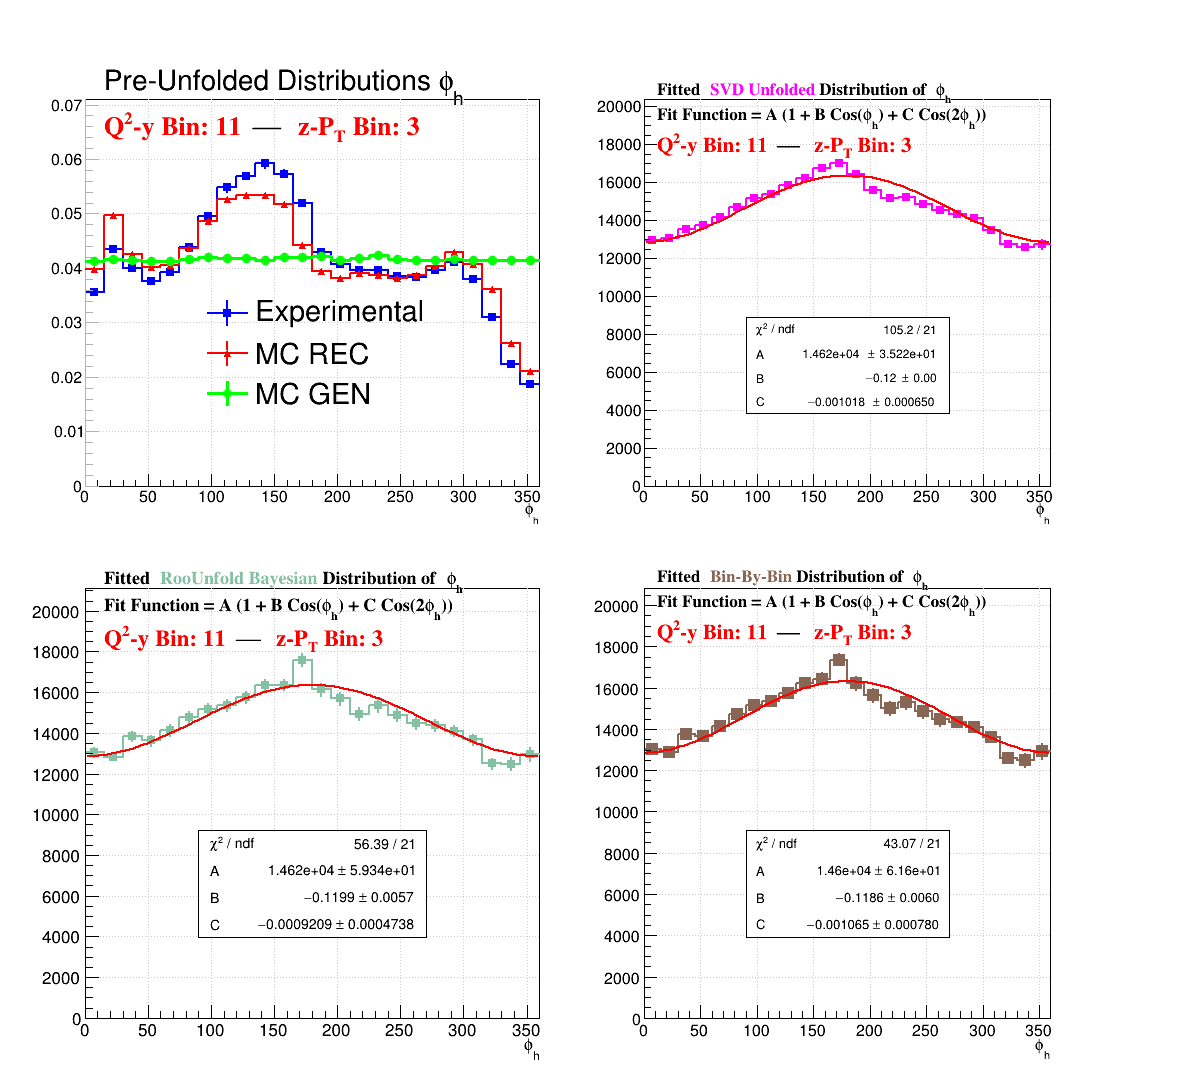 Pre-Unfolded Distributions ϕh
Q²-y Bin: 11 — z-PT Bin: 3
0.07
0.06
0.05
0.04
0.03
0.02
0.01
0
Experimental
MC REC
MC GEN
0 50 100 150 200 250 300 350
ϕh
Fitted SVD Unfolded Distribution of ϕh
Fit Function = A (1 + B Cos(ϕh) + C Cos(2ϕh))
Q²-y Bin: 11 — z-PT Bin: 3
20000
18000
16000
14000
12000
10000
8000
6000
4000
2000
0
χ² / ndf 105.2 / 21
A 1.462e+04 ± 3.522e+01
B −0.12 ± 0.00
C −0.001018 ± 0.000650
0 50 100 150 200 250 300 350
ϕh
Fitted RooUnfold Bayesian Distribution of ϕh
Fit Function = A (1 + B Cos(ϕh) + C Cos(2ϕh))
Q²-y Bin: 11 — z-PT Bin: 3
20000
18000
16000
14000
12000
10000
8000
6000
4000
2000
0
χ² / ndf 56.39 / 21
A 1.462e+04 ± 5.934e+01
B −0.1199 ± 0.0057
C −0.0009209 ± 0.0004738
0 50 100 150 200 250 300 350
ϕh
Fitted Bin-By-Bin Distribution of ϕh
Fit Function = A (1 + B Cos(ϕh) + C Cos(2ϕh))
Q²-y Bin: 11 — z-PT Bin: 3
20000
18000
16000
14000
12000
10000
8000
6000
4000
2000
0
χ² / ndf 43.07 / 21
A 1.46e+04 ± 6.16e+01
B −0.1186 ± 0.0060
C −0.001065 ± 0.000780
0 50 100 150 200 250 300 350
ϕh